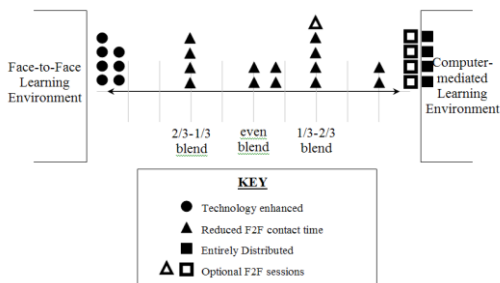 Face-to-Face
Learning
Environment
Computer-
mediated
Learning
Environment
2/3-1/3
blend
even
blend
1/3-2/3
blend
KEY
Technology enhanced
Reduced F2F contact time
Entirely Distributed
Optional F2F sessions